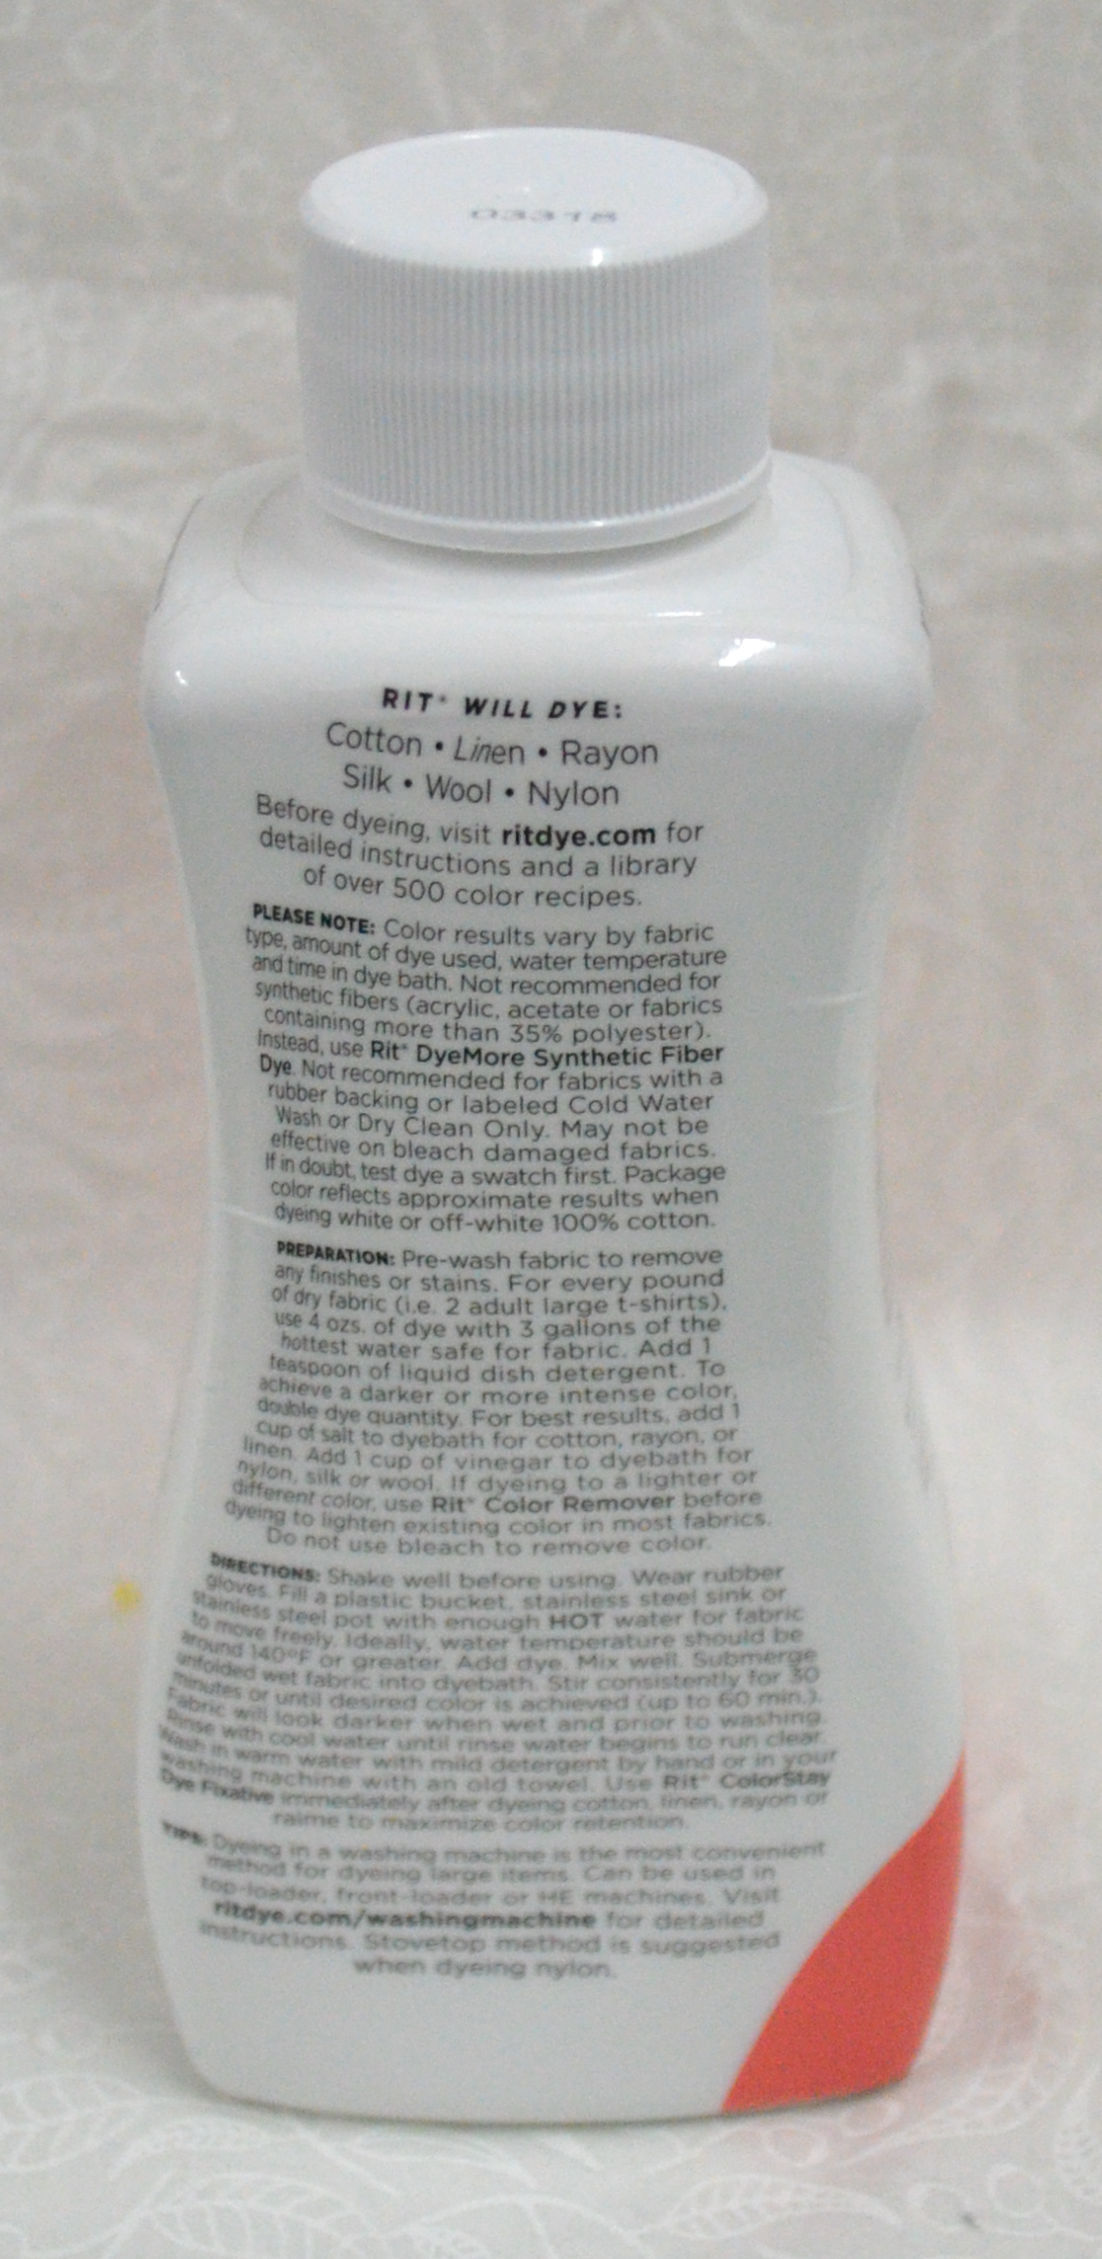 03318
RIT® WILL DYE:
Cotton • Linen • Rayon
Silk • Wool • Nylon
Before dyeing, visit ritdye.com for
detailed instructions and a library
of over 500 color recipes.
PLEASE NOTE: Color results vary by fabric
type, amount of dye used, water temperature
and time in dye bath. Not recommended for
synthetic fibers (acrylic, acetate or fabrics
containing more than 35% polyester).
Instead, use Rit® DyeMore Synthetic Fiber
Dye. Not recommended for fabrics with a
rubber backing or labeled Cold Water
Wash or Dry Clean Only. May not be
effective on bleach damaged fabrics.
If in doubt, test dye a swatch first. Package
color reflects approximate results when
dyeing white or off-white 100% cotton.
PREPARATION: Pre-wash fabric to remove
any finishes or stains. For every pound
of dry fabric (i.e. 2 adult large t-shirts),
use 4 ozs. of dye with 3 gallons of the
hottest water safe for fabric. Add 1
teaspoon of liquid dish detergent. To
achieve a darker or more intense color,
double dye quantity. For best results, add 1
cup of salt to dyebath for cotton, rayon, or
linen. Add 1 cup of vinegar to dyebath for
nylon, silk or wool. If dyeing to a lighter or
different color, use Rit® Color Remover before
dyeing to lighten existing color in most fabrics.
Do not use bleach to remove color.
DIRECTIONS: Shake well before using. Wear rubber
gloves. Fill a plastic bucket, stainless steel sink or
stainless steel pot with enough HOT water for fabric
to move freely. Ideally, water temperature should be
around 140°F or greater. Add dye. Mix well. Submerge
unfolded wet fabric into dyebath. Stir consistently for 30
minutes or until desired color is achieved (up to 60 min.).
Fabric will look darker when wet and prior to washing.
Rinse with cool water until rinse water begins to run clear.
Wash in warm water with mild detergent by hand or in your
washing machine with an old towel. Use Rit® ColorStay
Dye Fixative immediately after dyeing cotton, linen, rayon or
raime to maximize color retention.
TIPS: Dyeing in a washing machine is the most convenient
method for dyeing large items. Can be used in
top-loader, front-loader or HE machines. Visit
ritdye.com/washingmachine for detailed
instructions. Stovetop method is suggested
when dyeing nylon.